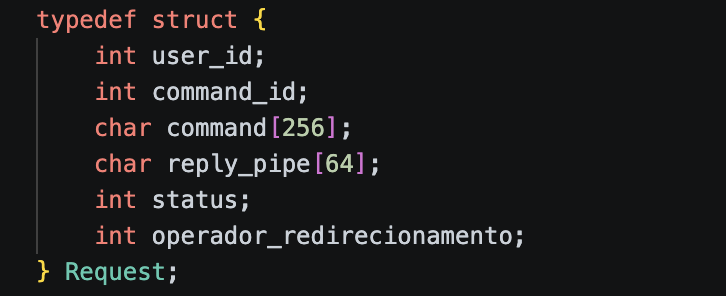 typedef struct {
    int user_id;
    int command_id;
    char command[256];
    char reply_pipe[64];
    int status;
    int operador_redirecionamento;
} Request;